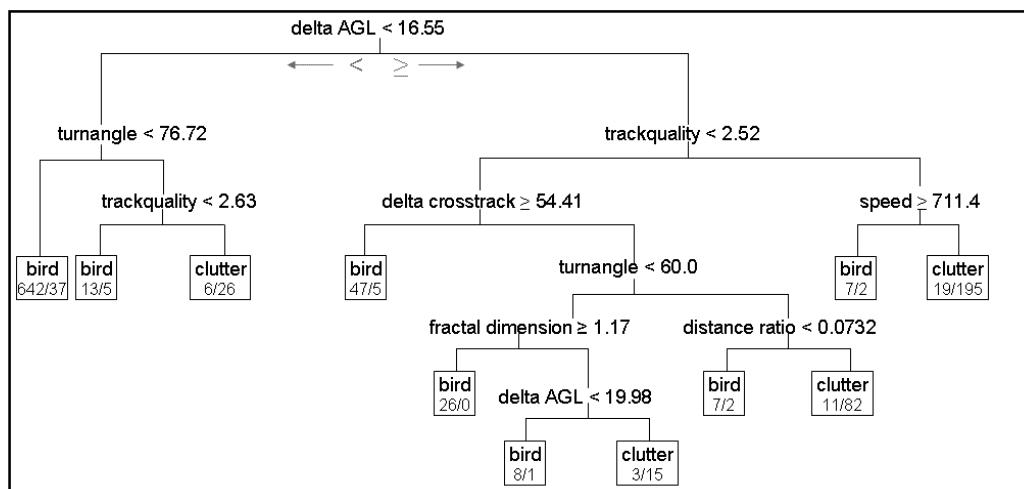 delta AGL < 16.55
< ≥
turnangle < 76.72
trackquality < 2.52
trackquality < 2.63
delta crosstrack ≥ 54.41
speed ≥ 711.4
bird
642/37
bird
13/5
clutter
6/26
bird
47/5
turnangle < 60.0
bird
7/2
clutter
19/195
fractal dimension ≥ 1.17
distance ratio < 0.0732
bird
26/0
delta AGL < 19.98
bird
7/2
clutter
11/82
bird
8/1
clutter
3/15